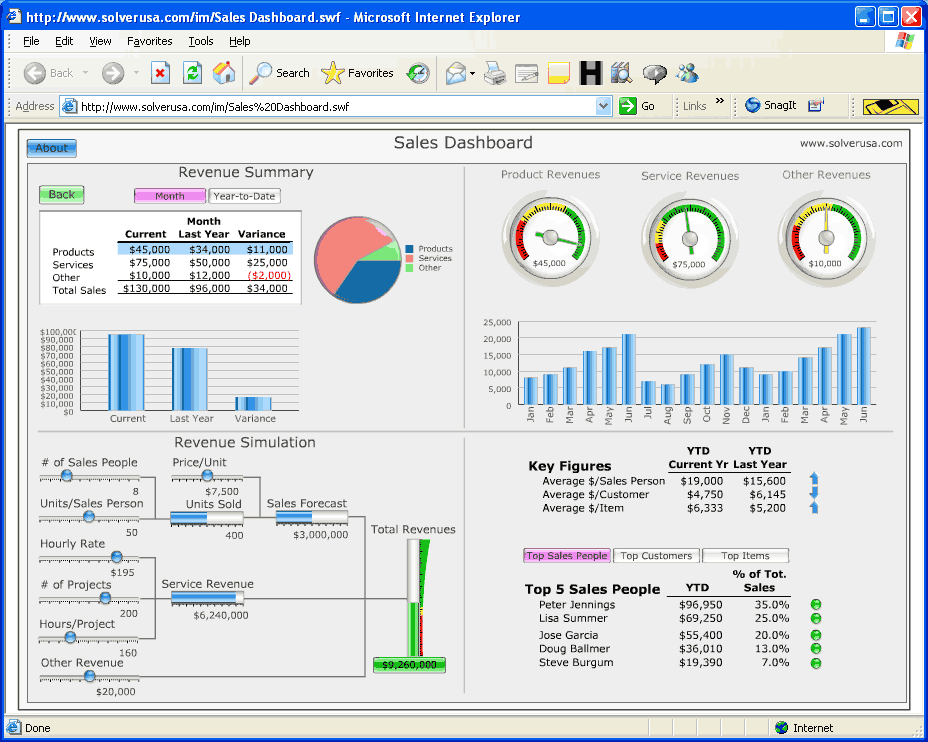 http://www.solverusa.com/im/Sales Dashboard.swf - Microsoft Internet Explorer
File Edit View Favorites Tools Help
Back Search Favorites
Address http://www.solverusa.com/im/Sales%20Dashboard.swf Go Links » SnagIt
About Sales Dashboard www.solverusa.com
Revenue Summary
Back Month Year-to-Date
Month
Current Last Year Variance
Products $45,000 $34,000 $11,000
Services $75,000 $50,000 $25,000
Other $10,000 $12,000 ($2,000)
Total Sales $130,000 $96,000 $34,000
Products
Services
Other
$100,000
$90,000
$80,000
$70,000
$60,000
$50,000
$40,000
$30,000
$20,000
$10,000
$0
Current Last Year Variance
Product Revenues Service Revenues Other Revenues
$45,000 $75,000 $10,000
25,000
20,000
15,000
10,000
5,000
0
Jan Feb Mar Apr May Jun Jul Aug Sep Oct Nov Dec Jan Feb Mar Apr May Jun
Revenue Simulation
# of Sales People Price/Unit
8 $7,500
Units/Sales Person Units Sold Sales Forecast
50 400 $3,000,000
Total Revenues
Hourly Rate
$195
# of Projects Service Revenue
200 $6,240,000
Hours/Project
160
Other Revenue
$20,000
$9,260,000
YTD YTD
Key Figures Current Yr Last Year
Average $/Sales Person $19,000 $15,600
Average $/Customer $4,750 $6,145
Average $/Item $6,333 $5,200
Top Sales People Top Customers Top Items
% of Tot.
Top 5 Sales People YTD Sales
Peter Jennings $96,950 35.0%
Lisa Summer $69,250 25.0%
Jose Garcia $55,400 20.0%
Doug Ballmer $36,010 13.0%
Steve Burgum $19,390 7.0%
Done Internet